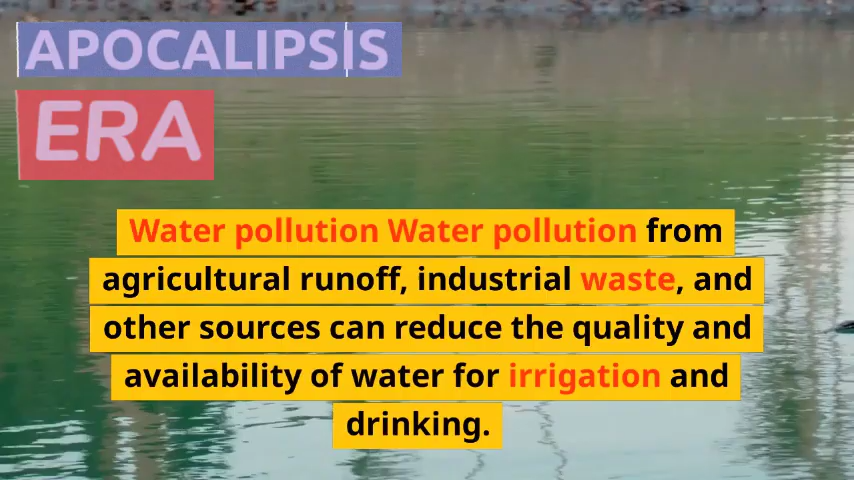 APOCALIPSIS
ERA
Water pollution Water pollution from
agricultural runoff, industrial waste, and
other sources can reduce the quality and
availability of water for irrigation and
drinking.